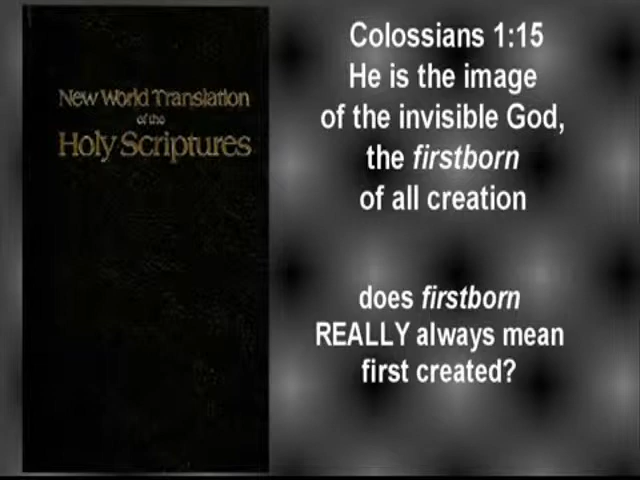 New World Translation
of the
Holy Scriptures
Colossians 1:15
He is the image
of the invisible God,
the firstborn
of all creation
does firstborn
REALLY always mean
first created?